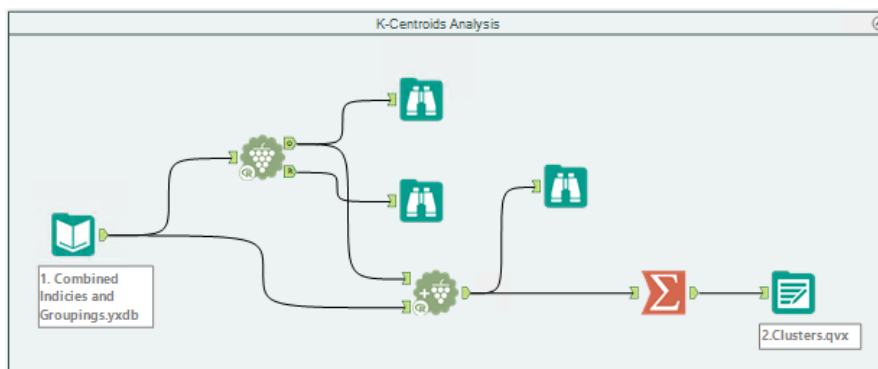 K-Centroids Analysis
O
R
R
1. Combined
Indicies and
Groupings.yxdb
R
2.Clusters.qvx